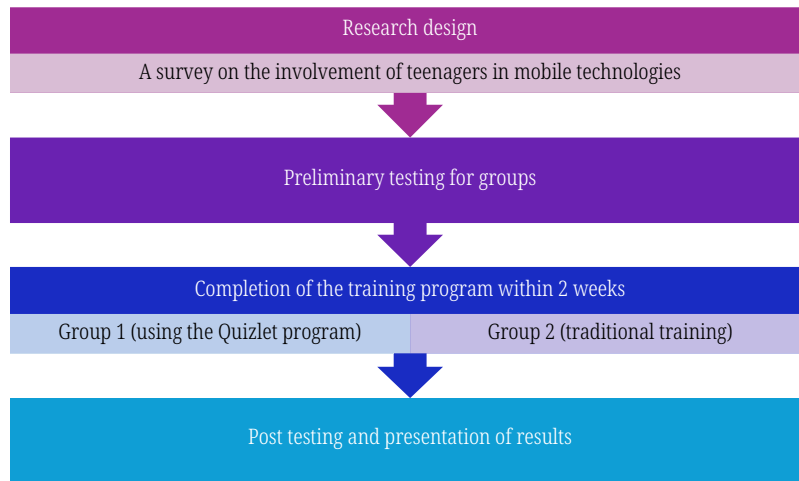 Research design
A survey on the involvement of teenagers in mobile technologies
Preliminary testing for groups
Completion of the training program within 2 weeks
Group 1 (using the Quizlet program)
Group 2 (traditional training)
Post testing and presentation of results